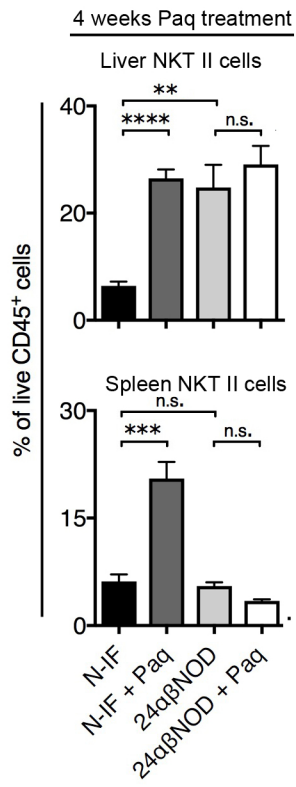 4 weeks Paq treatment
Liver NKT II cells
**
****
n.s.
40
20
0
% of live CD45⁺ cells
Spleen NKT II cells
n.s.
***
n.s.
30
15
0
N-IF
N-IF + Paq
24αβNOD
24αβNOD + Paq